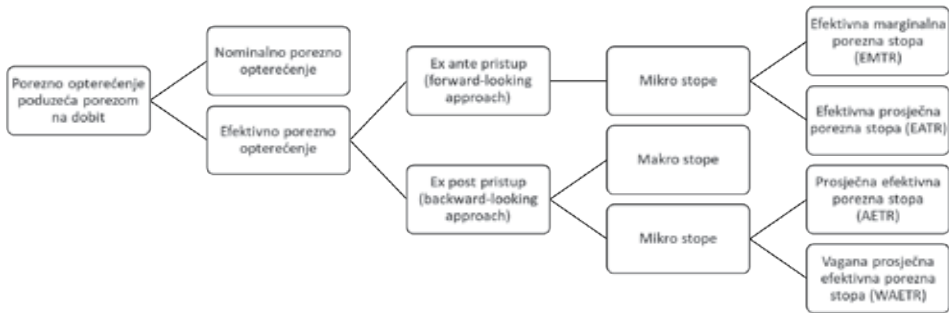 Porezno opterećenje
poduzeća porezom
na dobit
Nominalno porezno
opterećenje
Efektivno porezno
opterećenje
Ex ante pristup
(forward-looking
approach)
Ex post pristup
(backward-looking
approach)
Mikro stope
Makro stope
Mikro stope
Efektivna marginalna
porezna stopa
(EMTR)
Efektivna prosječna
porezna stopa (EATR)
Prosječna efektivna
porezna stopa
(AETR)
Vagana prosječna
efektivna porezna
stopa (WAETR)